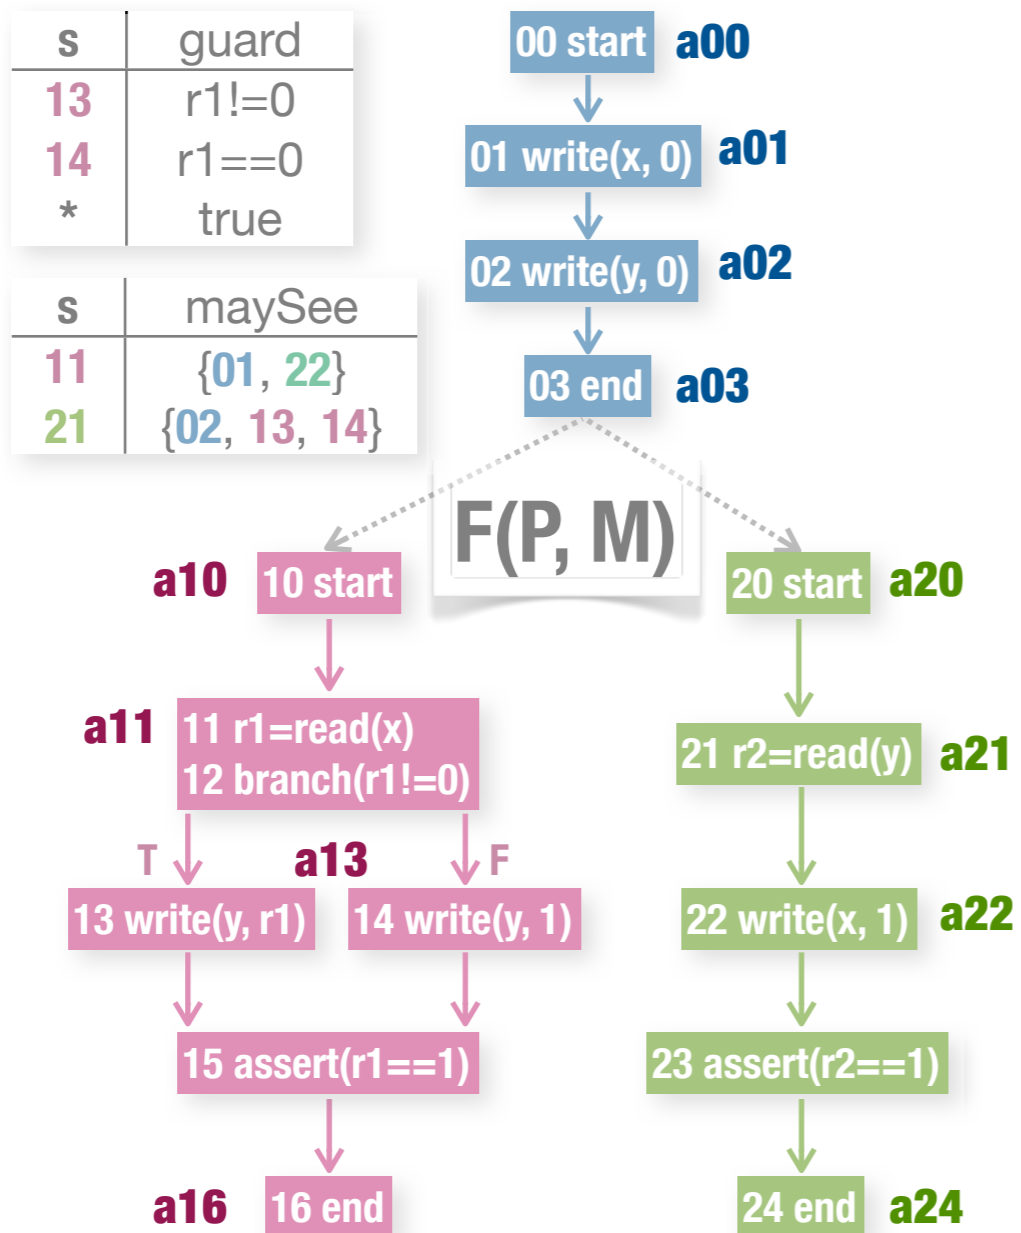 s guard
13 r1!=0
14 r1==0
* true
s maySee
11 {01, 22}
21 {02, 13, 14}
00 start a00
01 write(x, 0) a01
02 write(y, 0) a02
03 end a03
F(P, M)
a10 10 start
20 start a20
a11 11 r1=read(x)
12 branch(r1!=0)
21 r2=read(y) a21
T a13 F
13 write(y, r1) 14 write(y, 1)
22 write(x, 1) a22
15 assert(r1==1)
23 assert(r2==1)
a16 16 end
24 end a24